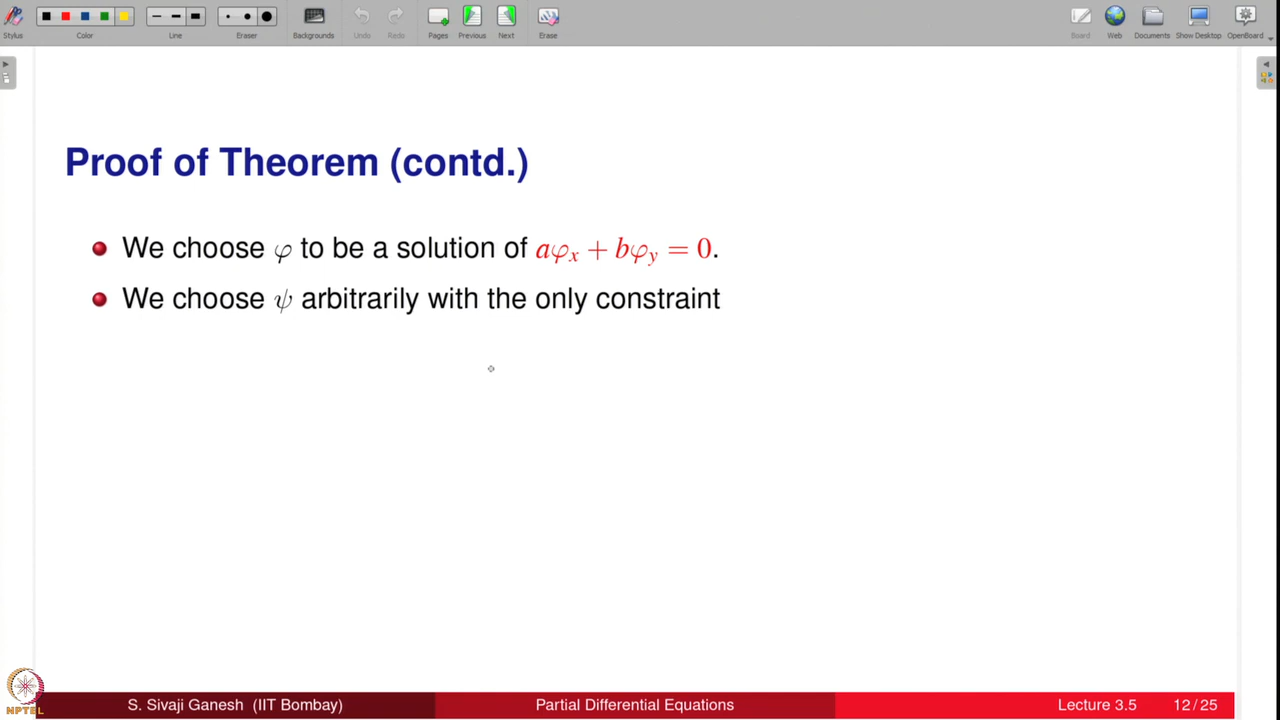 Stylus
Color
Line
Eraser
Backgrounds
Undo
Redo
Pages
Previous
Next
Erase
Board
Web
Documents
Show Desktop
OpenBoard
Proof of Theorem (contd.)
We choose φ to be a solution of aφₓ + bφ_y = 0.
We choose ψ arbitrarily with the only constraint
NPTEL
S. Sivaji Ganesh (IIT Bombay)
Partial Differential Equations
Lecture 3.5
12 / 25